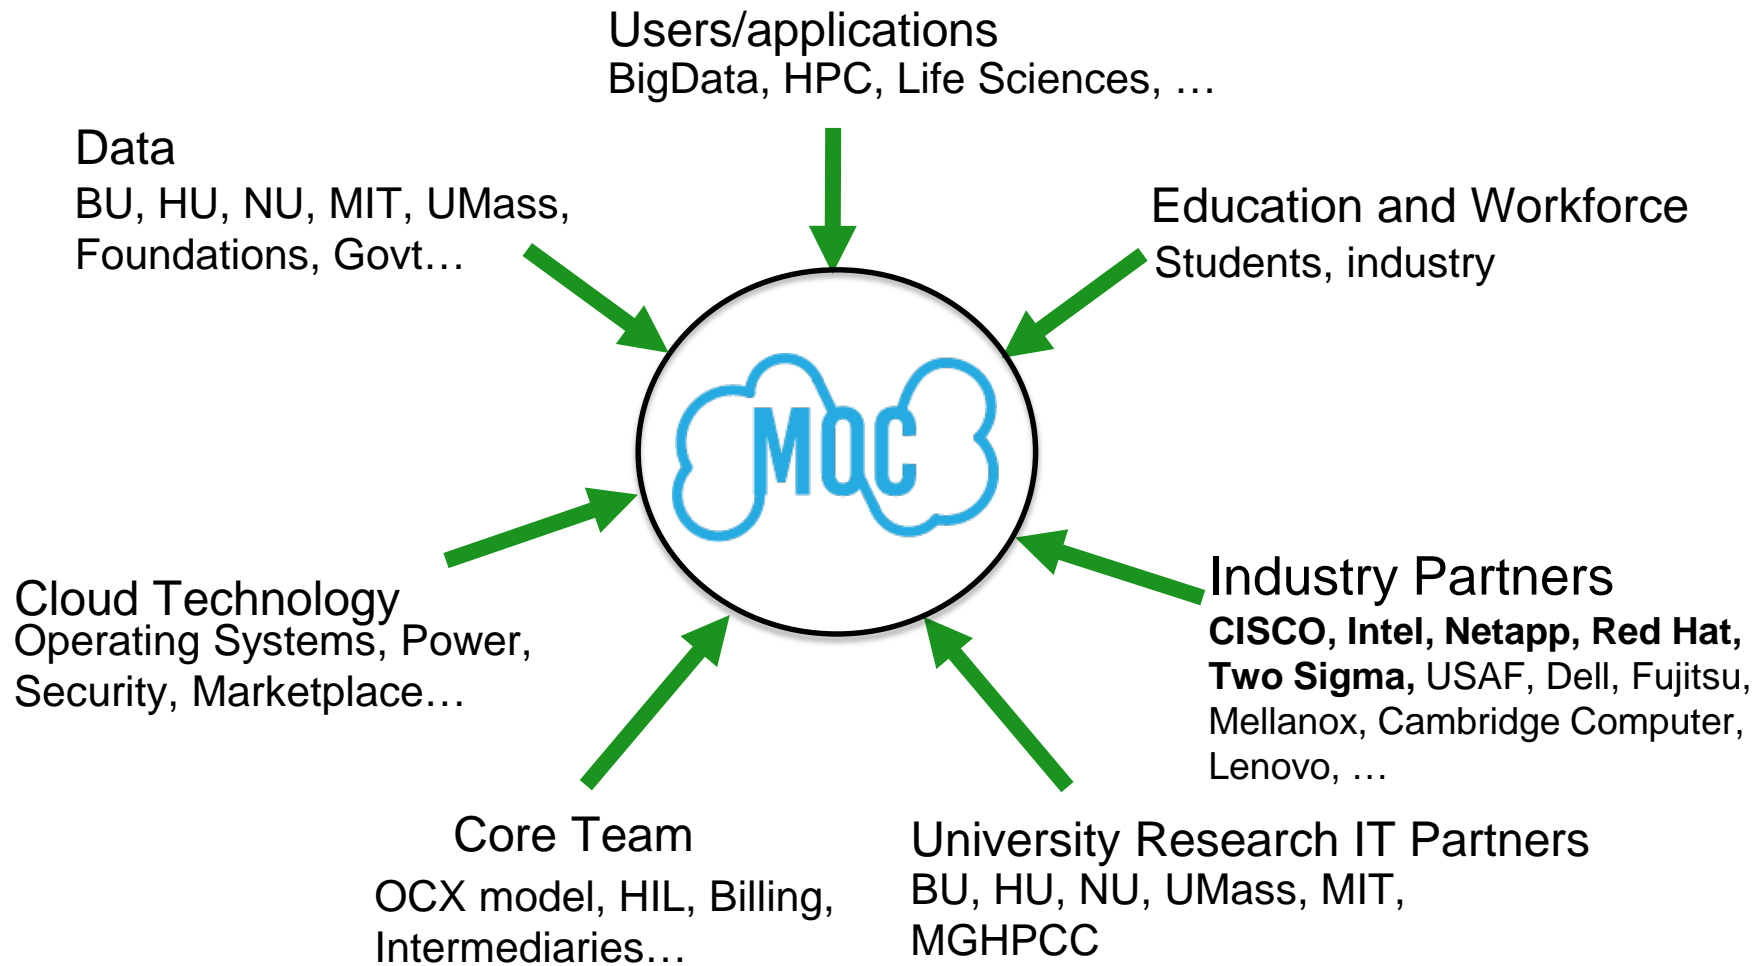 Users/applications
BigData, HPC, Life Sciences, …
Data
BU, HU, NU, MIT, UMass,
Foundations, Govt…
Education and Workforce
Students, industry
MOC
Cloud Technology
Operating Systems, Power,
Security, Marketplace…
Industry Partners
CISCO, Intel, Netapp, Red Hat,
Two Sigma, USAF, Dell, Fujitsu,
Mellanox, Cambridge Computer,
Lenovo, …
Core Team
OCX model, HIL, Billing,
Intermediaries…
University Research IT Partners
BU, HU, NU, UMass, MIT,
MGHPCC